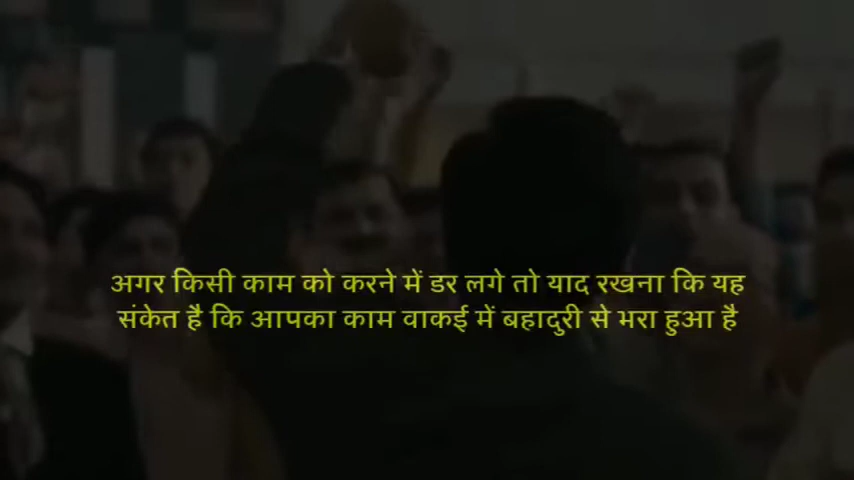 अगर किसी काम को करने में डर लगे तो याद रखना कि यह
संकेत है कि आपका काम वाकई में बहादुरी से भरा हुआ है